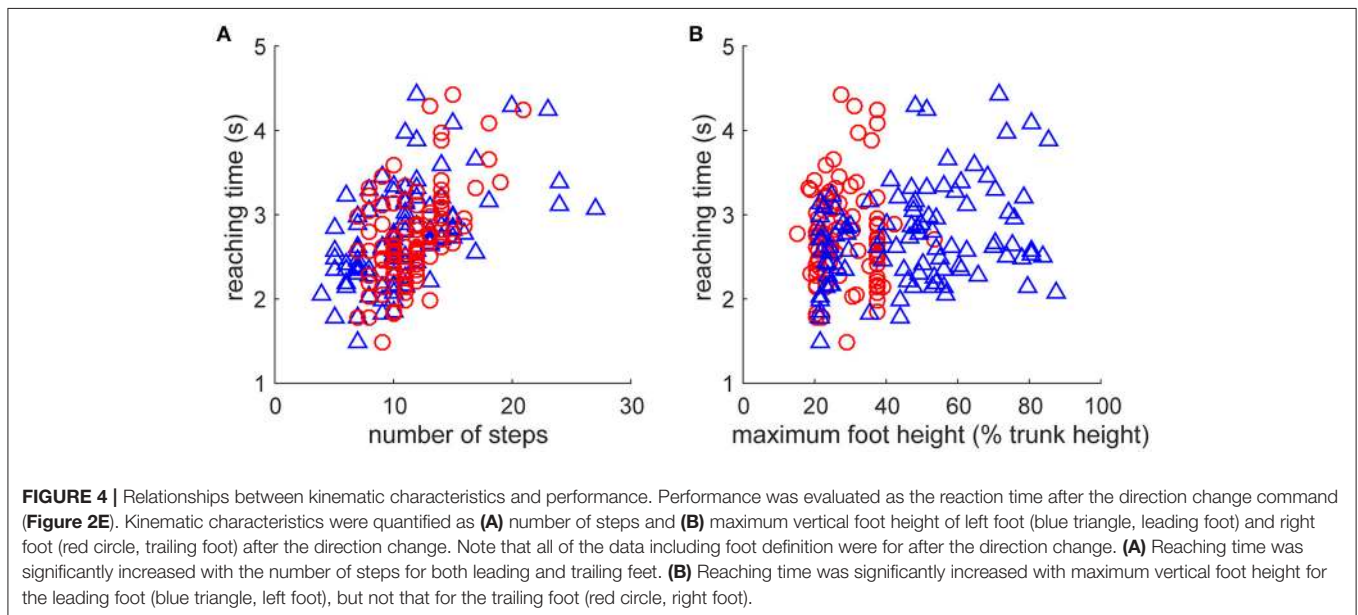 A
B
5
4
3
2
1
reaching time (s)
0
10
20
30
number of steps
5
4
3
2
1
reaching time (s)
0
20
40
60
80
100
maximum foot height (% trunk height)
FIGURE 4 | Relationships between kinematic characteristics and performance. Performance was evaluated as the reaction time after the direction change command
(Figure 2E). Kinematic characteristics were quantified as (A) number of steps and (B) maximum vertical foot height of left foot (blue triangle, leading foot) and right
foot (red circle, trailing foot) after the direction change. Note that all of the data including foot definition were for after the direction change. (A) Reaching time was
significantly increased with the number of steps for both leading and trailing feet. (B) Reaching time was significantly increased with maximum vertical foot height for
the leading foot (blue triangle, left foot), but not that for the trailing foot (red circle, right foot).